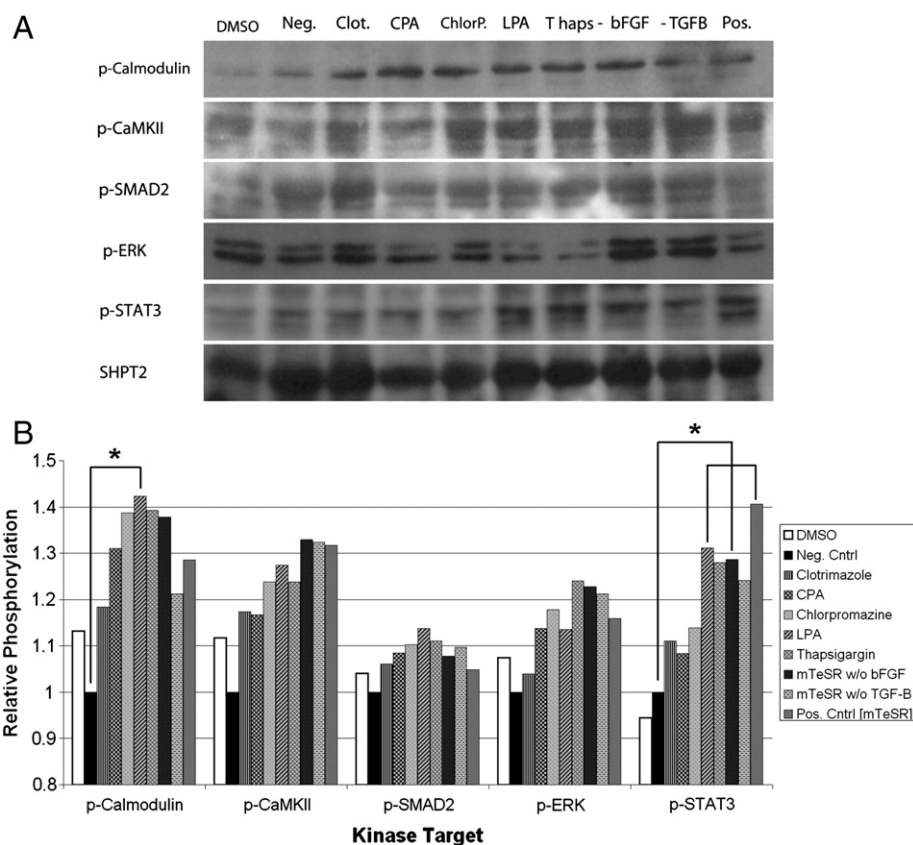 A
DMSO Neg. Clot. CPA ChlorP. LPA Thaps - bFGF - TGFB Pos.
p-Calmodulin
p-CaMKII
p-SMAD2
p-ERK
p-STAT3
SHPT2
B
*
*
1.5
1.4
1.3
1.2
1.1
1
0.9
0.8
Relative Phosphorylation
p-Calmodulin p-CaMKII p-SMAD2 p-ERK p-STAT3
Kinase Target
DMSO
Neg. Cntrl
Clotrimazole
CPA
Chlorpromazine
LPA
Thapsigargin
mTeSR w/o bFGF
mTeSR w/o TGF-B
Pos. Cntrl [mTeSR]